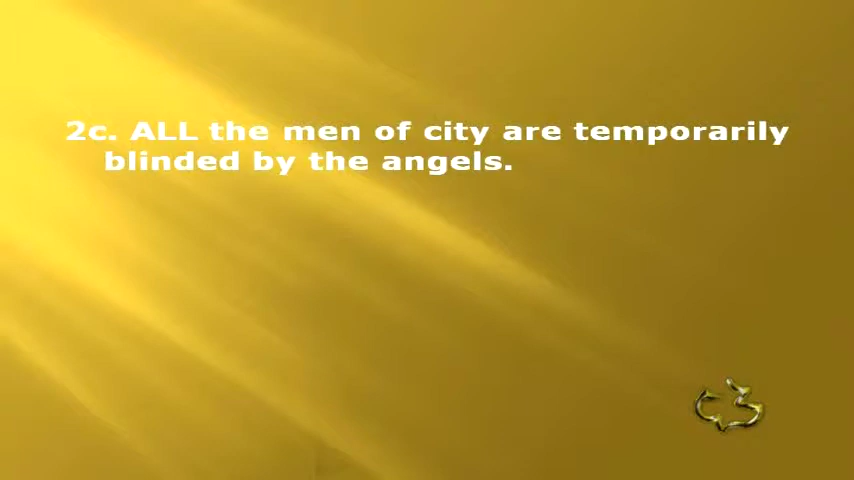 2c. ALL the men of city are temporarily
blinded by the angels.